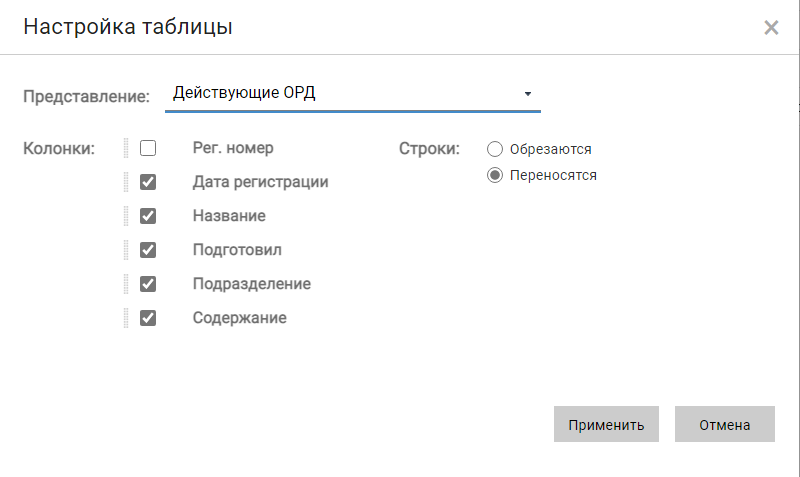 Настройка таблицы
Представление: Действующие ОРД
Колонки: Рег. номер
Дата регистрации
Название
Подготовил
Подразделение
Содержание
Строки: Обрезаются
Переносятся
Применить Отмена